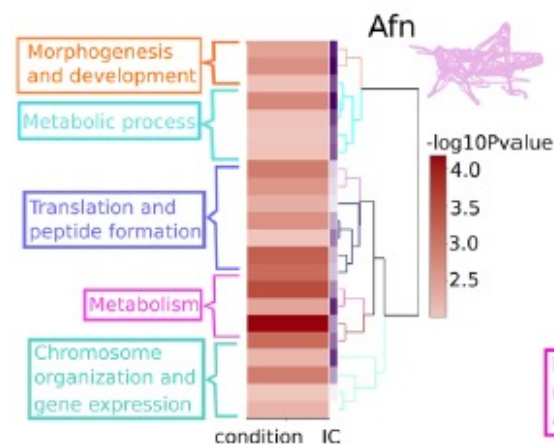 Afn
Morphogenesis
and development
Metabolic process
Translation and
peptide formation
Metabolism
Chromosome
organization and
gene expression
-log10Pvalue
4.0
3.5
3.0
2.5
condition IC